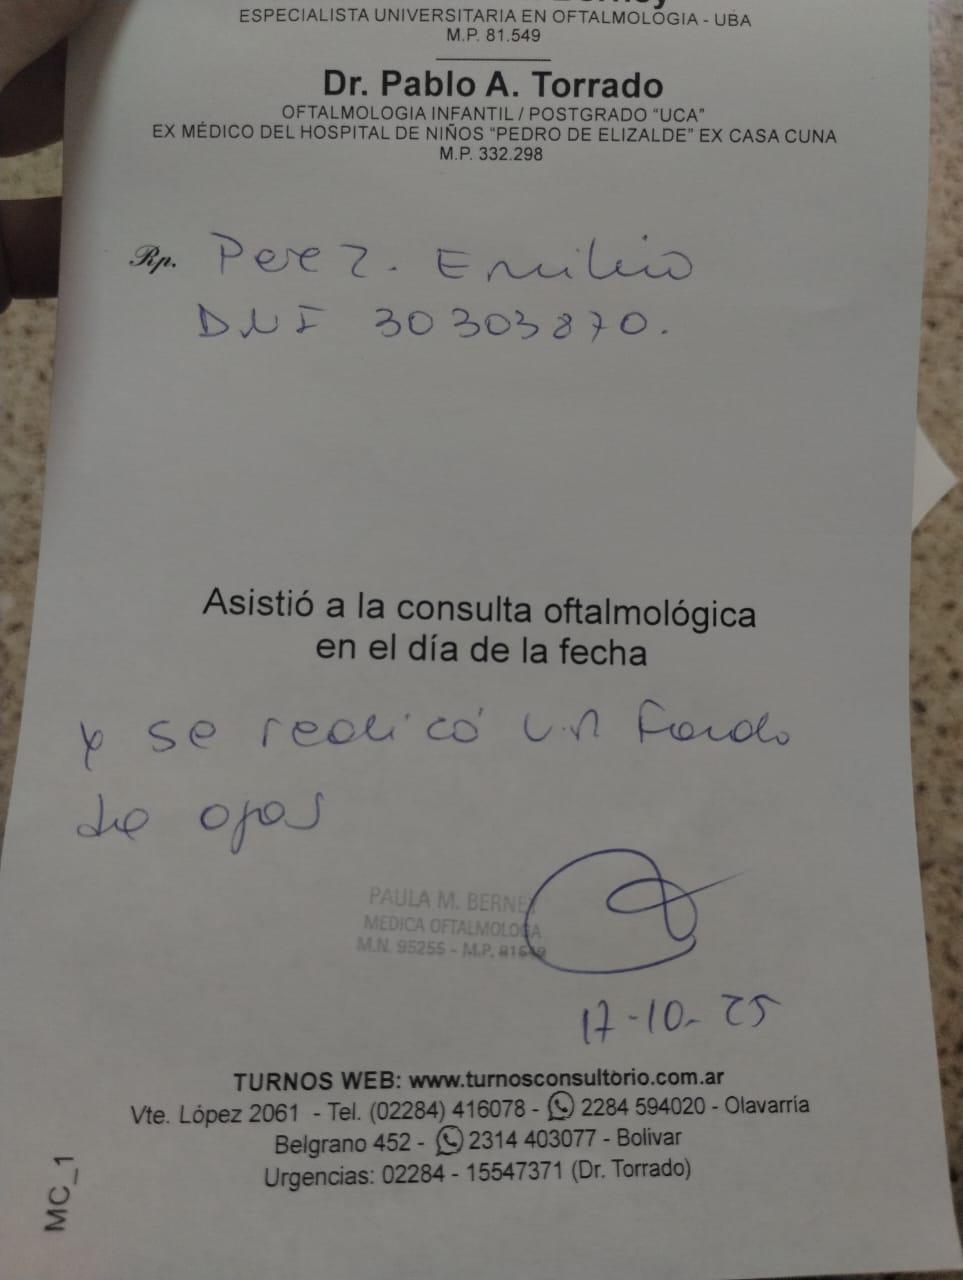 ESPECIALISTA UNIVERSITARIA EN OFTALMOLOGIA - UBA
M.P. 81.549
Dr. Pablo A. Torrado
OFTALMOLOGIA INFANTIL / POSTGRADO “UCA”
EX MÉDICO DEL HOSPITAL DE NIÑOS “PEDRO DE ELIZALDE” EX CASA CUNA
M.P. 332.298
Rp. Perez. Emilio
DNI 30303870.
Asistió a la consulta oftalmológica
en el día de la fecha
y se realicó un Fondo
de ojos
PAULA M. BERNEY
MEDICA OFTALMOLOGA
M.N. 95255 - M.P. 81549
17-10-25
TURNOS WEB: www.turnosconsultorio.com.ar
Vte. López 2061 - Tel. (02284) 416078 - 2284 594020 - Olavarría
Belgrano 452 - 2314 403077 - Bolivar
Urgencias: 02284 - 15547371 (Dr. Torrado)
MC_1